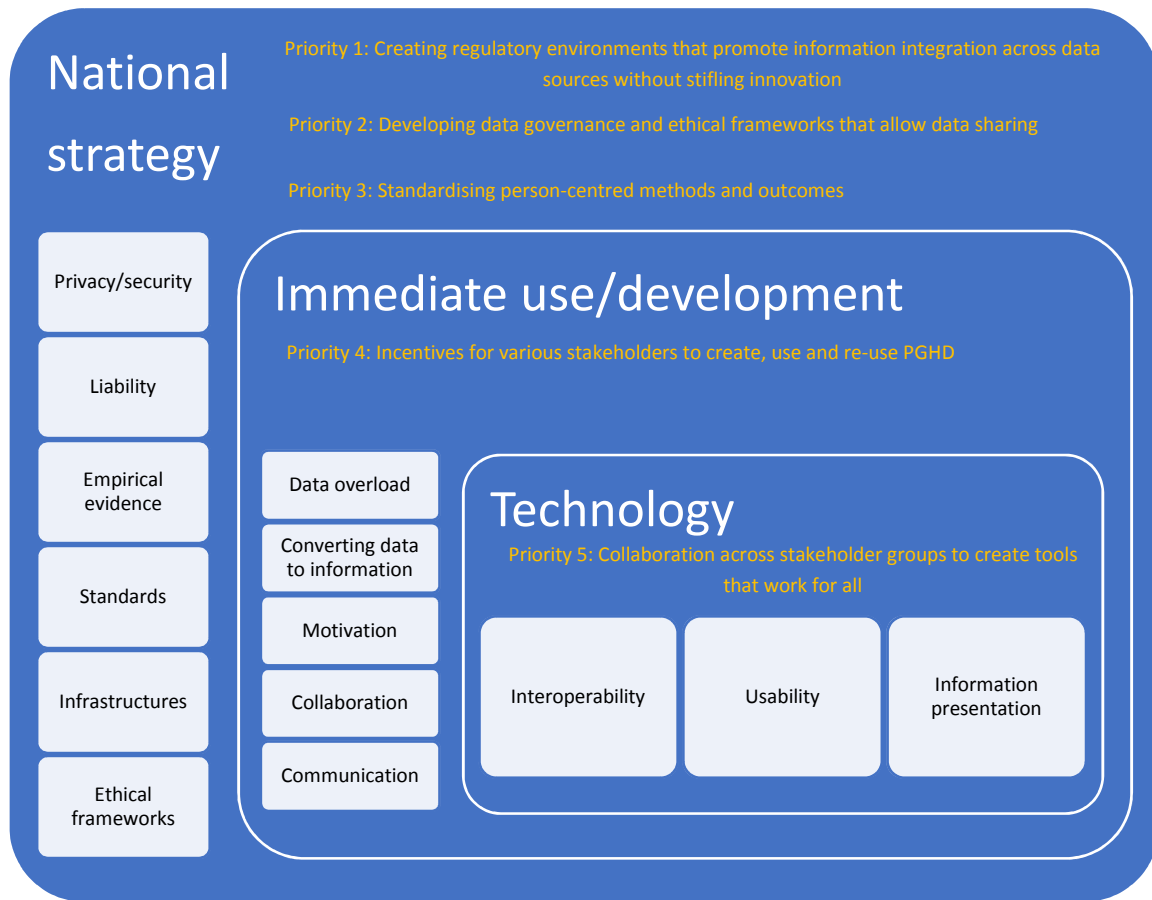 National
strategy
Priority 1: Creating regulatory environments that promote information integration across data
sources without stifling innovation
Priority 2: Developing data governance and ethical frameworks that allow data sharing
Priority 3: Standardising person-centred methods and outcomes
Privacy/security
Liability
Empirical
evidence
Standards
Infrastructures
Ethical
frameworks
Immediate use/development
Priority 4: Incentives for various stakeholders to create, use and re-use PGHD
Data overload
Converting data
to information
Motivation
Collaboration
Communication
Technology
Priority 5: Collaboration across stakeholder groups to create tools
that work for all
Interoperability
Usability
Information
presentation